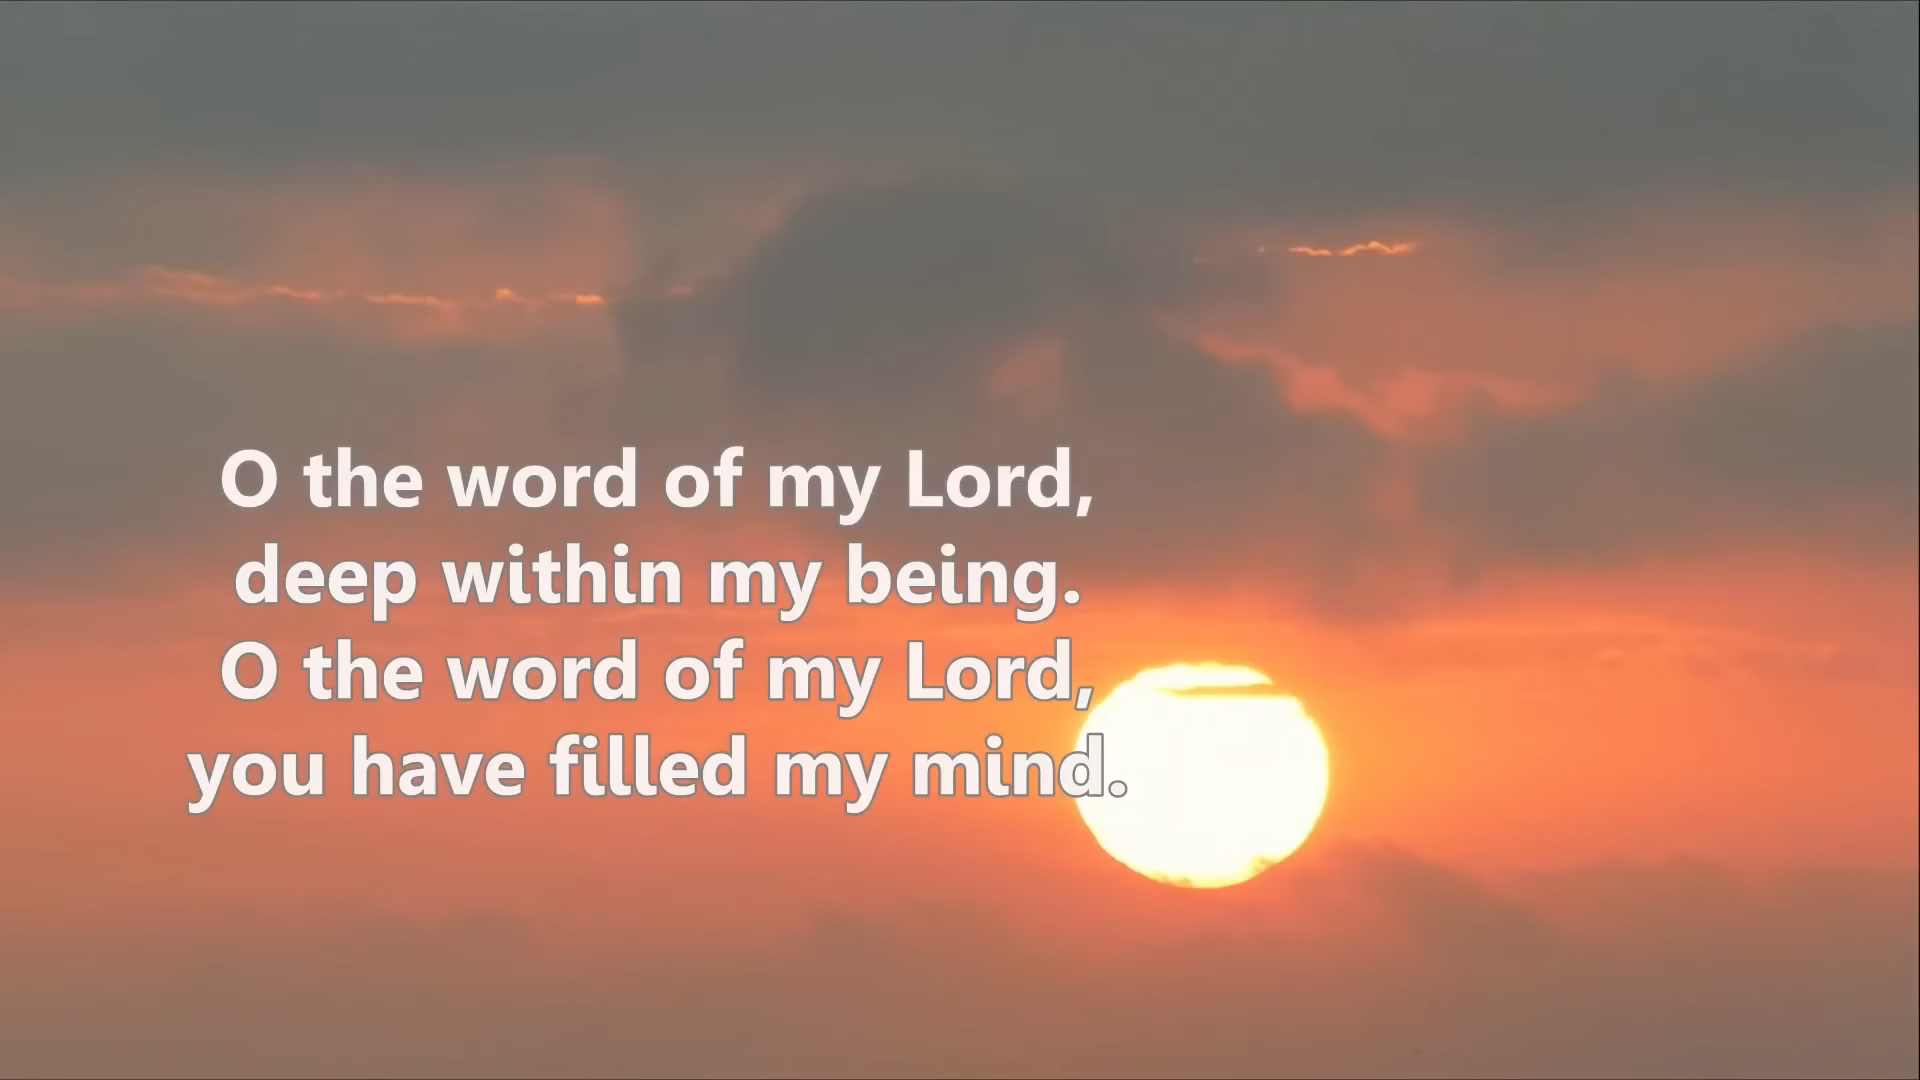 O the word of my Lord,
deep within my being.
O the word of my Lord,
you have filled my mind.